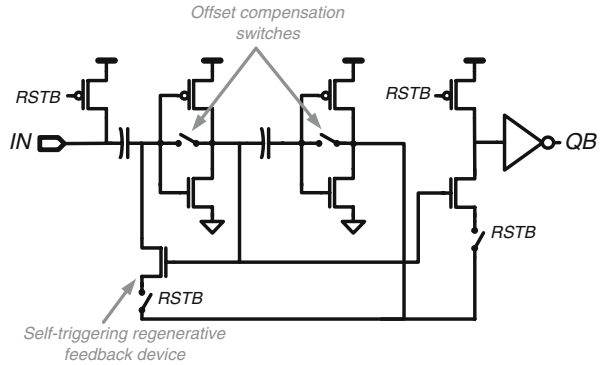 Offset compensation
switches
RSTB
RSTB
IN
QB
RSTB
RSTB
Self-triggering regenerative
feedback device